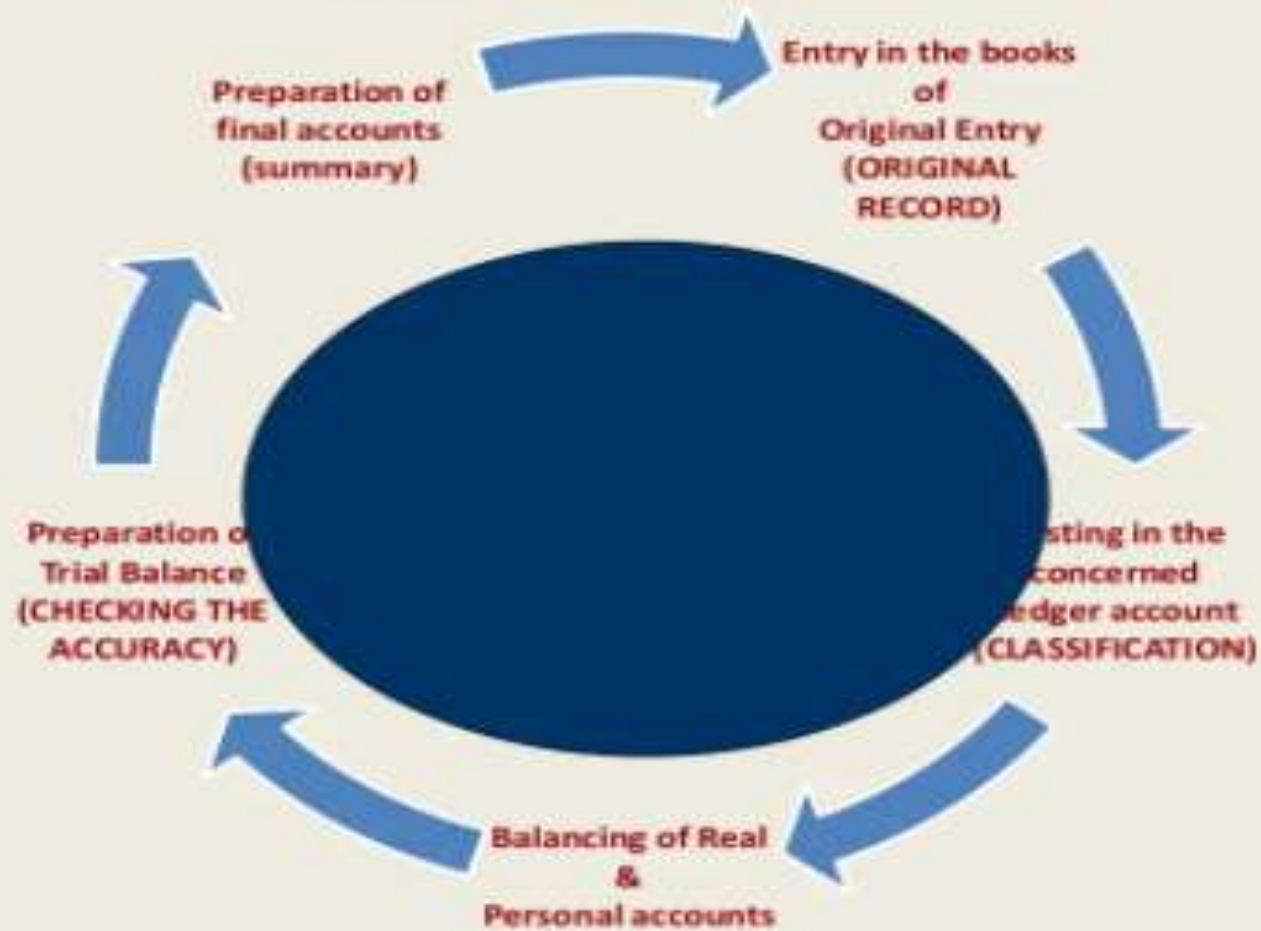 Entry in the books
of
Original Entry
(ORIGINAL
RECORD)
sting in the
concerned
edger account
(CLASSIFICATION)
Balancing of Real
&
Personal accounts
Preparation o
Trial Balance
(CHECKING THE
ACCURACY)
Preparation of
final accounts
(summary)